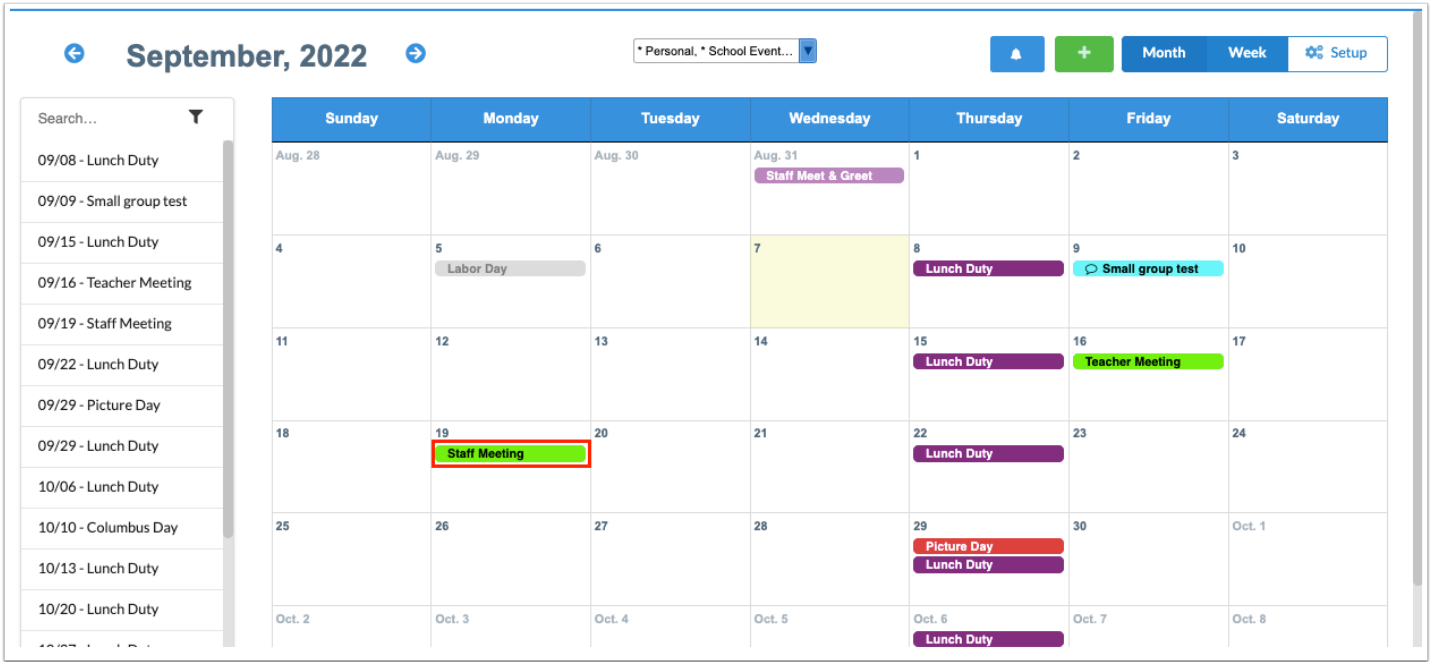 September, 2022
* Personal, * School Event...
Month Week Setup
Search...
09/08 - Lunch Duty
09/09 - Small group test
09/15 - Lunch Duty
09/16 - Teacher Meeting
09/19 - Staff Meeting
09/22 - Lunch Duty
09/29 - Picture Day
09/29 - Lunch Duty
10/06 - Lunch Duty
10/10 - Columbus Day
10/13 - Lunch Duty
10/20 - Lunch Duty
Sunday Monday Tuesday Wednesday Thursday Friday Saturday
Aug. 28 Aug. 29 Aug. 30 Aug. 31 1 2 3
Staff Meet & Greet
4 5 6 7 8 9 10
Labor Day Lunch Duty Small group test
11 12 13 14 15 16 17
Lunch Duty Teacher Meeting
18 19 20 21 22 23 24
Staff Meeting Lunch Duty
25 26 27 28 29 30 Oct. 1
Picture Day
Lunch Duty
Oct. 2 Oct. 3 Oct. 4 Oct. 5 Oct. 6 Oct. 7 Oct. 8
Lunch Duty